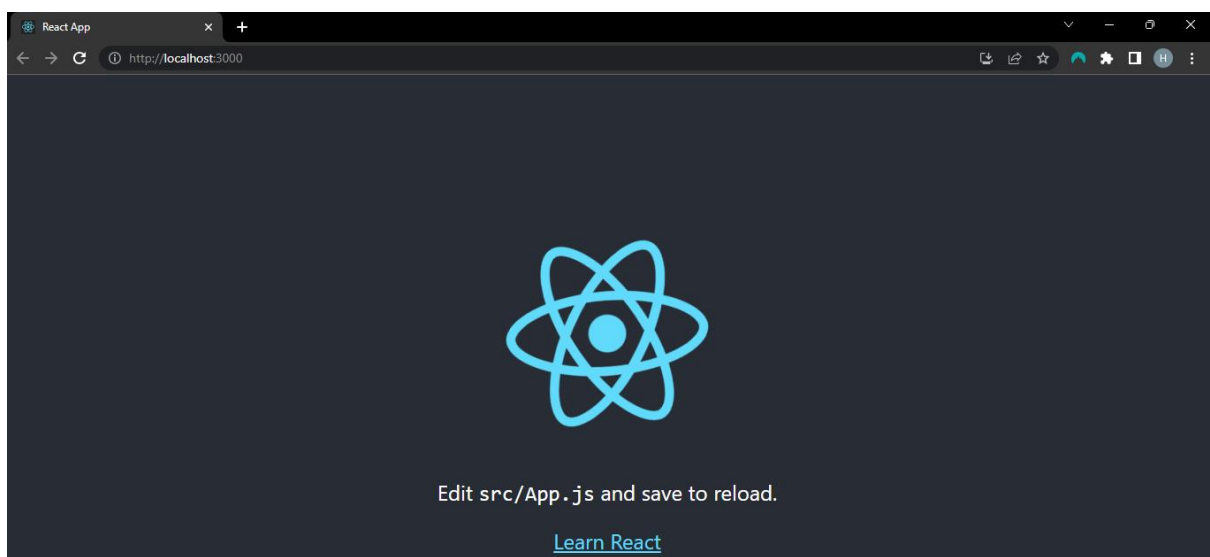 React App
http://localhost:3000
H
Edit src/App.js and save to reload.
Learn React